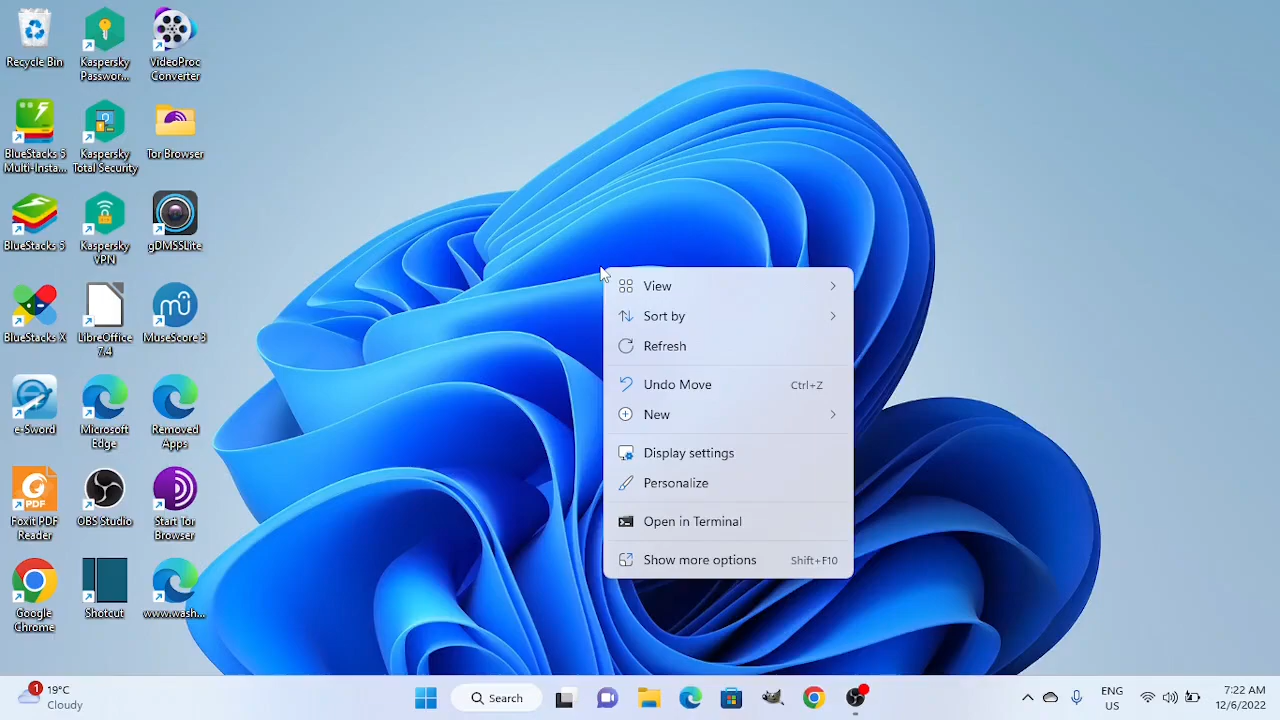 Recycle Bin
Kaspersky
Passwor...
VideoProc
Converter
BlueStacks 5
Multi-Insta...
Kaspersky
Total Security
Tor Browser
BlueStacks 5
Kaspersky
VPN
gDMSSLite
BlueStacks X
LibreOffice
7.4
MuseScore 3
e-Sword
Microsoft
Edge
Removed
Apps
PDF
Foxit PDF
Reader
OBS Studio
Start Tor
Browser
Google
Chrome
Shotcut
www.wash...
View
Sort by
Refresh
Undo Move Ctrl+Z
New
Display settings
Personalize
Open in Terminal
Show more options Shift+F10
1
19°C
Cloudy
Search
ENG
US
7:22 AM
12/6/2022